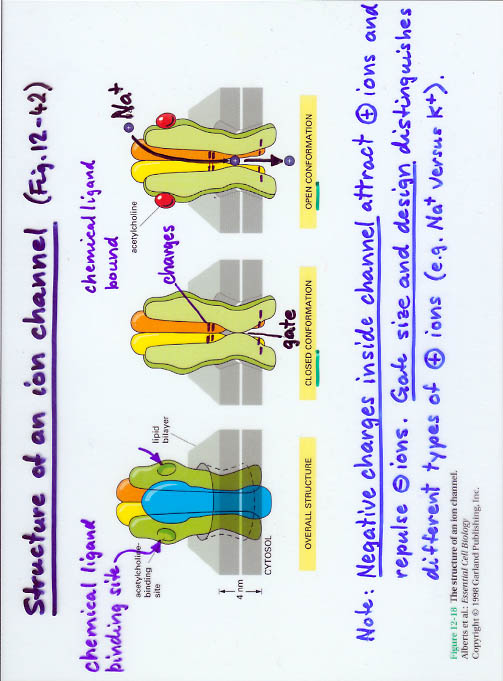 Structure of an ion channel (Fig. 12-42)
chemical ligand
binding site
acetylcholine-
binding
site
lipid
bilayer
4 nm
CYTOSOL
OVERALL STRUCTURE
charges
gate
CLOSED CONFORMATION
chemical ligand
bound
acetylcholine
Na+
OPEN CONFORMATION
Note: Negative charges inside channel attract ⊕ ions and
repulse ⊖ ions. Gate size and design distinguishes
different types of ⊕ ions (e.g. Na+ versus K+).
Figure 12-18 The structure of an ion channel.
Alberts et al.: Essential Cell Biology
Copyright © 1998 Garland Publishing, Inc.